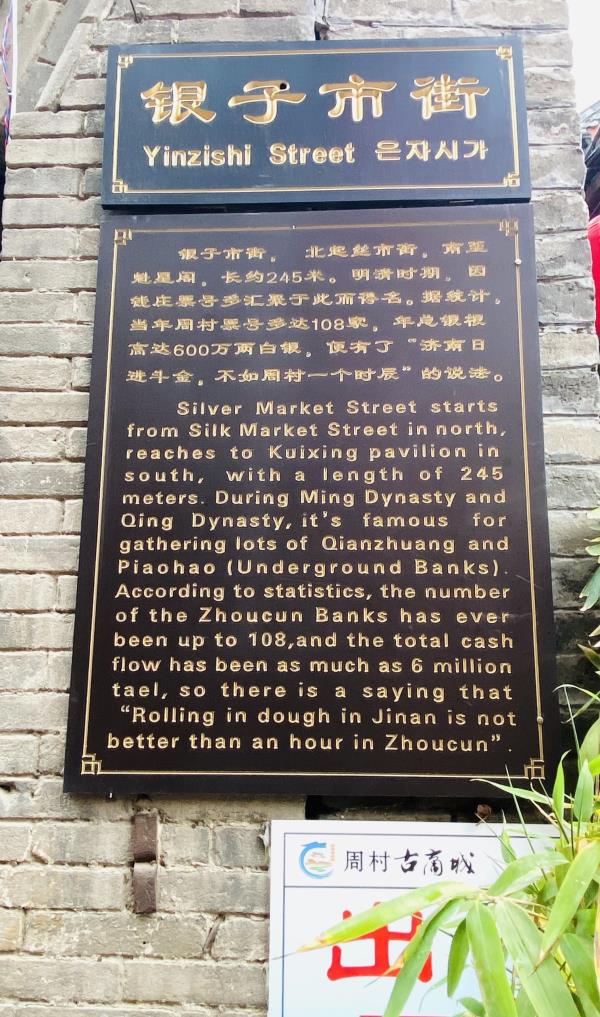 银子市街
Yinzishi Street 은자시가
银子市街，北起丝市街，南至
魁星阁，长约245米。明清时期，因
钱庄票号多汇聚于此而得名。据统计，
当年周村票号多达108家，年总银根
高达600万两白银，便有了“济南日
进斗金，不如周村一个时辰”的说法。
Silver Market Street starts
from Silk Market Street in north,
reaches to Kuixing pavilion in
south, with a length of 245
meters. During Ming Dynasty and
Qing Dynasty, it's famous for
gathering lots of Qianzhuang and
Piaohao (Underground Banks).
According to statistics, the number
of the Zhoucun Banks has ever
been up to 108,and the total cash
flow has been as much as 6 million
tael, so there is a saying that
“Rolling in dough in Jinan is not
better than an hour in Zhoucun”.
周村古商城
出